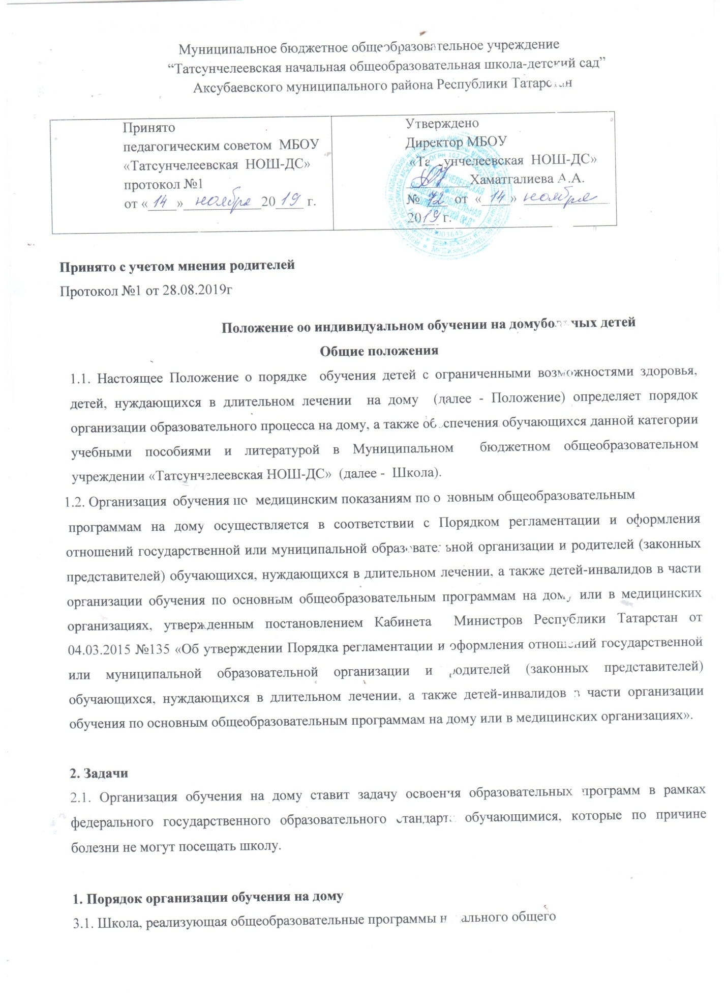 Муниципальное бюджетное общеобразовательное учреждение
“Татсунчелеевская начальная общеобразовательная школа-детский сад”
Аксубаевского муниципального района Республики Татарстан
Принято
педагогическим советом МБОУ
«Татсунчелеевская НОШ-ДС»
протокол №1
от «14» ноября 2019 г.
Утверждено
Директор МБОУ
«Татсунчелеевская НОШ-ДС»
Хаматгалиева А.А.
№ 72 от «14» ноября
2019 г.
Принято с учетом мнения родителей
Протокол №1 от 28.08.2019г
Положение оо индивидуальном обучении на домубольных детей
Общие положения
1.1. Настоящее Положение о порядке обучения детей с ограниченными возможностями здоровья,
детей, нуждающихся в длительном лечении на дому (далее - Положение) определяет порядок
организации образовательного процесса на дому, а также обеспечения обучающихся данной категории
учебными пособиями и литературой в Муниципальном бюджетном общеобразовательном
учреждении «Татсунчелеевская НОШ-ДС» (далее - Школа).
1.2. Организация обучения по медицинским показаниям по основным общеобразовательным
программам на дому осуществляется в соответствии с Порядком регламентации и оформления
отношений государственной или муниципальной образовательной организации и родителей (законных
представителей) обучающихся, нуждающихся в длительном лечении, а также детей-инвалидов в части
организации обучения по основным общеобразовательным программам на дому или в медицинских
организациях, утвержденным постановлением Кабинета Министров Республики Татарстан от
04.03.2015 №135 «Об утверждении Порядка регламентации и оформления отношений государственной
или муниципальной образовательной организации и родителей (законных представителей)
обучающихся, нуждающихся в длительном лечении, а также детей-инвалидов в части организации
обучения по основным общеобразовательным программам на дому или в медицинских организациях».
2. Задачи
2.1. Организация обучения на дому ставит задачу освоения образовательных программ в рамках
федерального государственного образовательного стандарта обучающимися, которые по причине
болезни не могут посещать школу.
1. Порядок организации обучения на дому
3.1. Школа, реализующая общеобразовательные программы начального общего